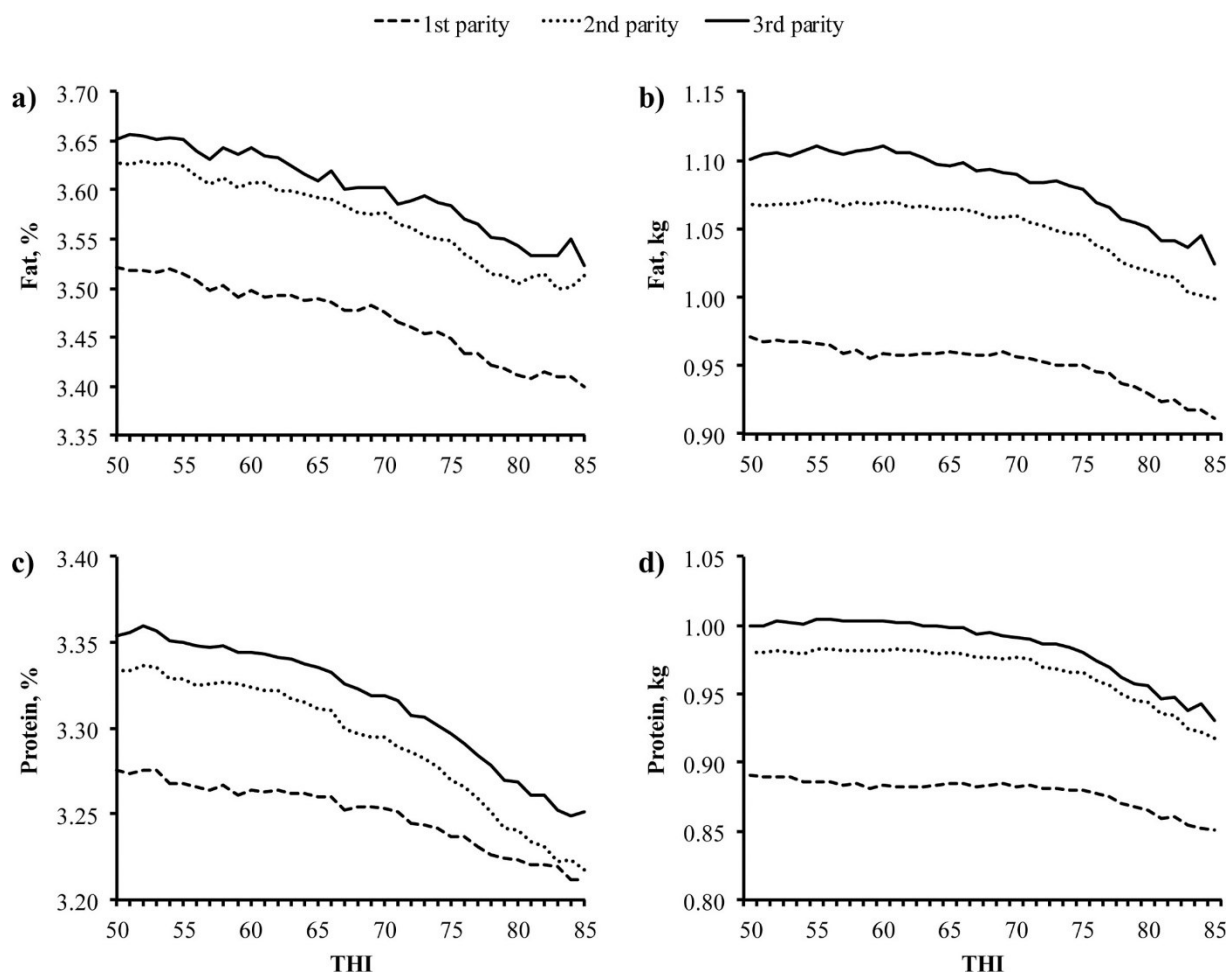 1st parity 2nd parity 3rd parity
a)
Fat, %
3.70
3.65
3.60
3.55
3.50
3.45
3.40
3.35
50 55 60 65 70 75 80 85
b)
Fat, kg
1.15
1.10
1.05
1.00
0.95
0.90
50 55 60 65 70 75 80 85
c)
Protein, %
3.40
3.35
3.30
3.25
3.20
50 55 60 65 70 75 80 85
THI
d)
Protein, kg
1.05
1.00
0.95
0.90
0.85
0.80
50 55 60 65 70 75 80 85
THI